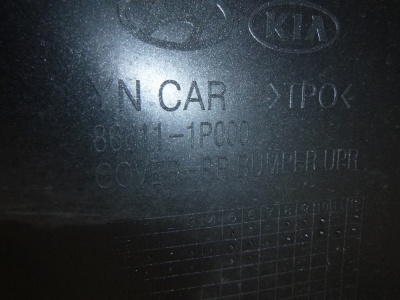 KIA
YN CAR >TPO<
86611-1P000
COVER-RR BUMPER UPR